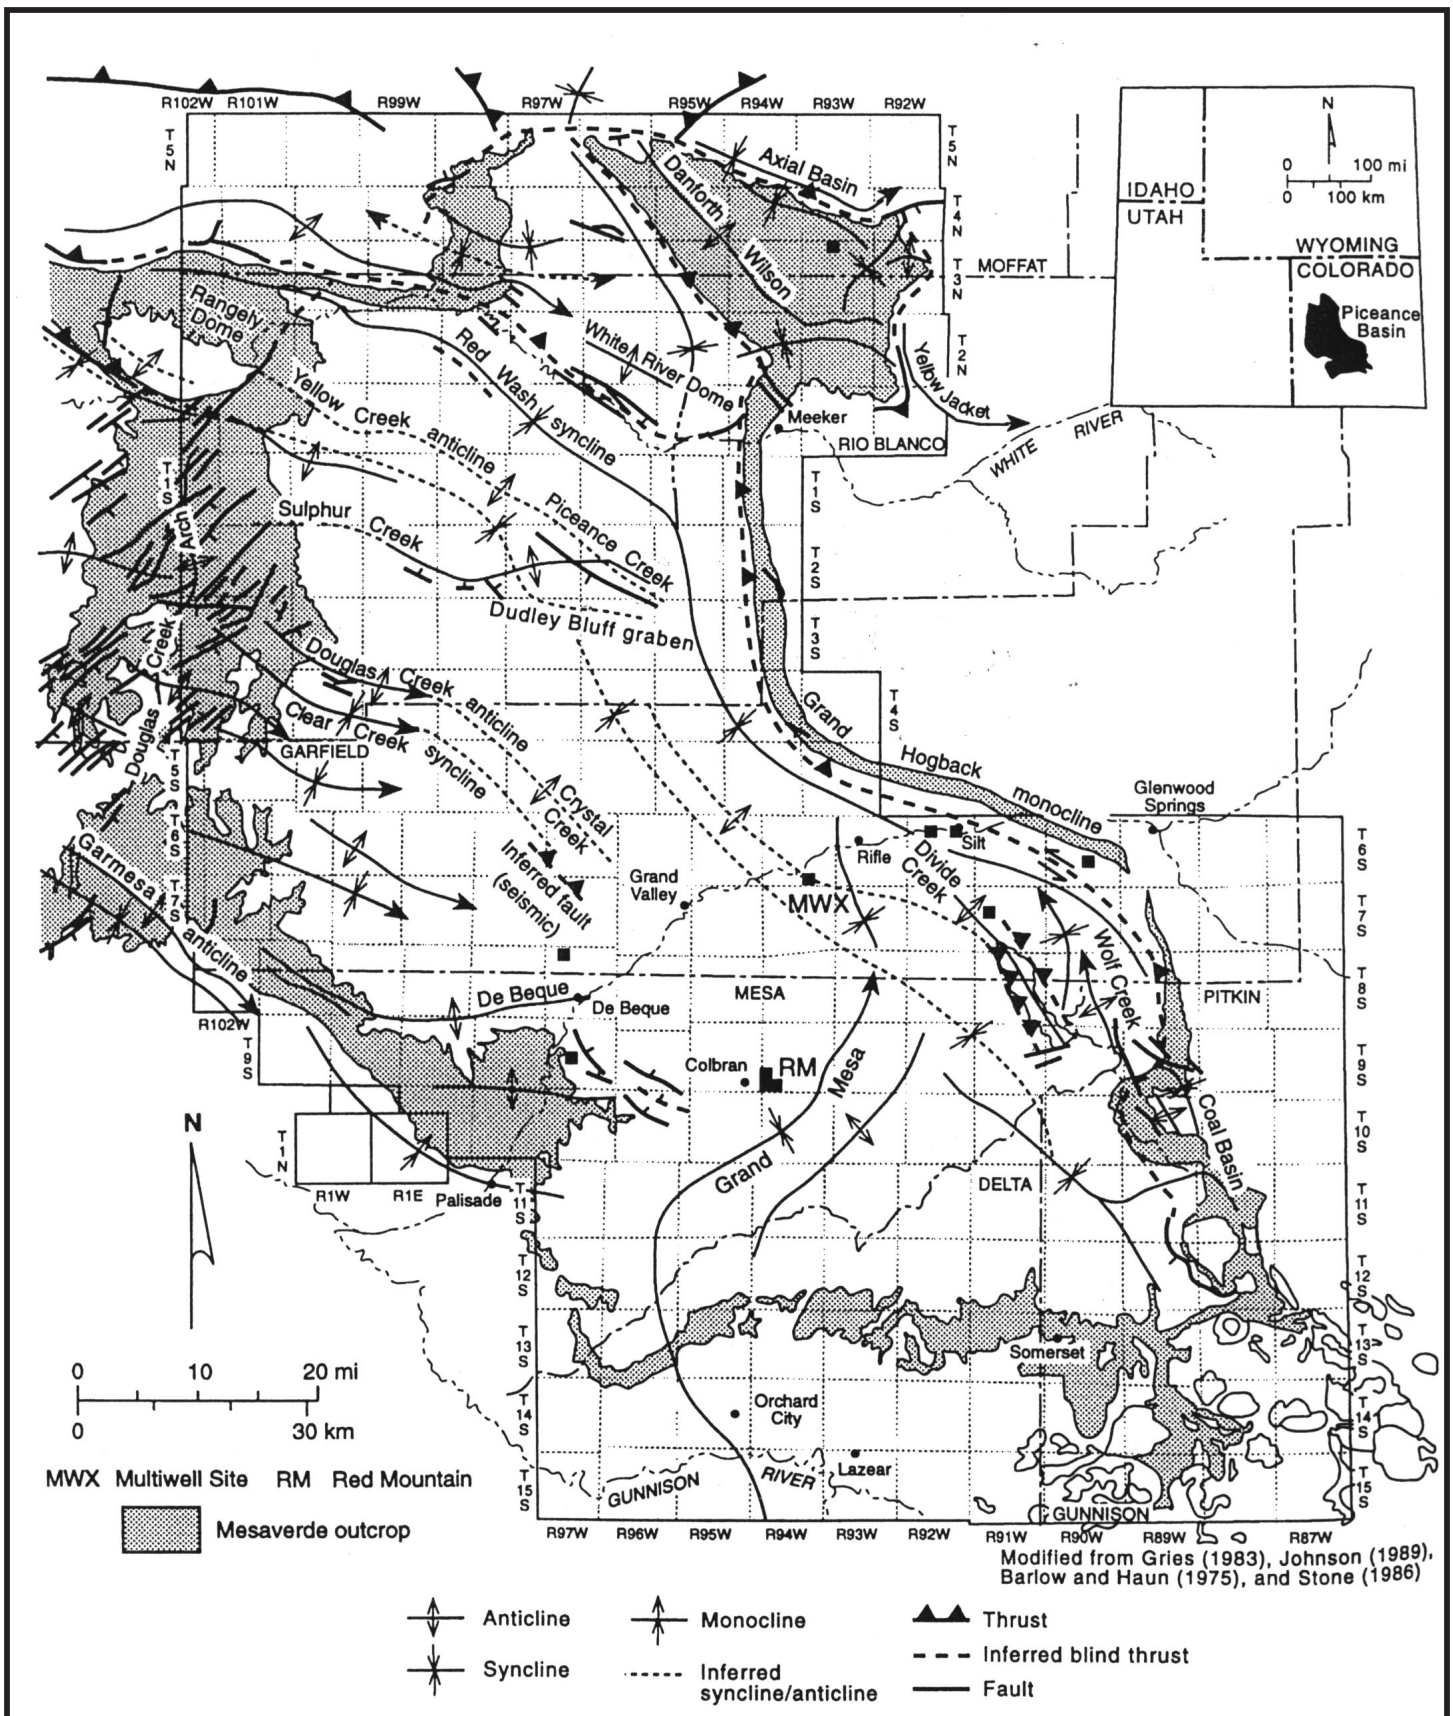 R102W R101W R99W R97W R95W R94W R93W R92W
T5N
T5N
T4N
T3N
T2N
Axial Basin
Danforth
Wilson
MOFFAT
IDAHO
UTAH
WYOMING
COLORADO
Piceance
Basin
N
0 100 mi
0 100 km
Rangely
Dome
Red Wash syncline
White River Dome
Yellow Jacket
Meeker
RIO BLANCO
WHITE RIVER
Yellow Creek anticline
Piceance Creek
Sulphur Creek
Dudley Bluff graben
T1S
T1S
T2S
T3S
T4S
Douglas Creek Arch
Douglas Creek anticline
Clear Creek syncline
GARFIELD
Crystal
Creek
Inferred fault
(seismic)
Grand Hogback monocline
Glenwood
Springs
T5S
T6S
T7S
Garmesa anticline
Grand
Valley
MWX
Rifle
Silt
Divide
Creek
Wolf Creek
T6S
T7S
T8S
T9S
T10S
T11S
T12S
T13S
T14S
T15S
De Beque
De Beque
MESA
PITKIN
R102W
T9S
Colbran
RM
Grand Mesa
Coal Basin
N
T1N
R1W R1E
Palisade
DELTA
T11S
T12S
T13S
T14S
T15S
Somerset
Orchard
City
Lazear
GUNNISON RIVER
GUNNISON
R97W R96W R95W R94W R93W R92W R91W R90W R89W R87W
0 10 20 mi
0 30 km
MWX Multiwell Site RM Red Mountain
Mesaverde outcrop
Modified from Gries (1983), Johnson (1989),
Barlow and Haun (1975), and Stone (1986)
Anticline
Monocline
Thrust
Syncline
Inferred
syncline/anticline
Inferred blind thrust
Fault